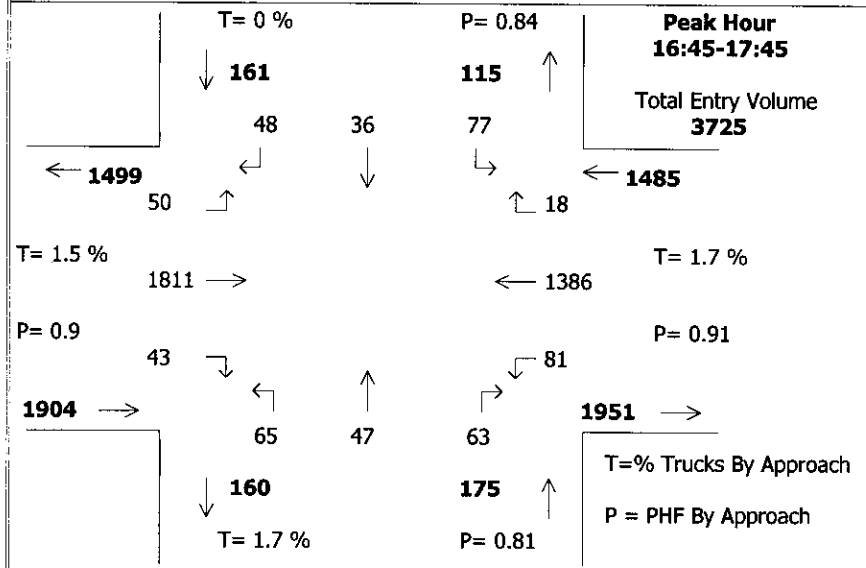 T= 0 % P= 0.84 Peak Hour
16:45-17:45
161 115
Total Entry Volume
48 36 77 3725
1499 1485
50 18
T= 1.5 % T= 1.7 %
1811 1386
P= 0.9 P= 0.91
43 81
1904 1951
65 47 63
T=% Trucks By Approach
160 175
P = PHF By Approach
T= 1.7 % P= 0.81